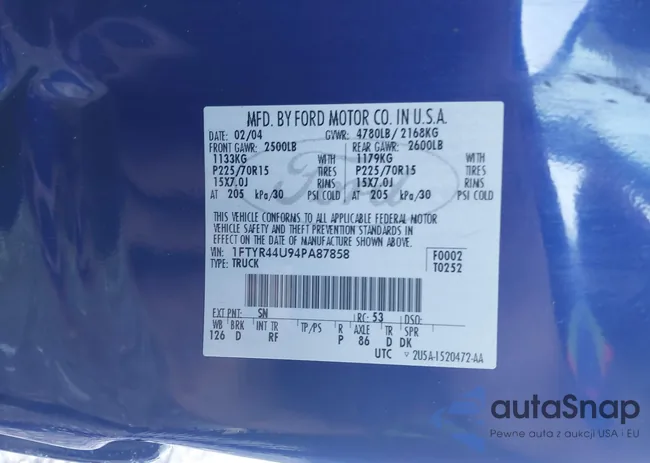 MFD. BY FORD MOTOR CO. IN U.S.A.
DATE: 02/04 GVWR: 4780LB/ 2168KG
FRONT GAWR: 2500LB REAR GAWR: 2600LB
1133KG WITH 1179KG WITH
P225/70R15 TIRES P225/70R15 TIRES
15X7.0J RIMS 15X7.0J RIMS
AT 205 kPa/30 PSI COLD AT 205 kPa/30 PSI COLD
Ford
THIS VEHICLE CONFORMS TO ALL APPLICABLE FEDERAL MOTOR
VEHICLE SAFETY AND THEFT PREVENTION STANDARDS IN
EFFECT ON THE DATE OF MANUFACTURE SHOWN ABOVE.
VIN: 1FTYR44U94PA87858 F0002
TYPE: TRUCK T0252
EXT PNT: SN RC: 53 DSO:
WB BRK INT TR TP/PS R AXLE TR SPR
126 D RF P 86 D DK
UTC ▽ 2U5A-1520472-AA
autaSnap
Pewne auta z aukcji USA i EU